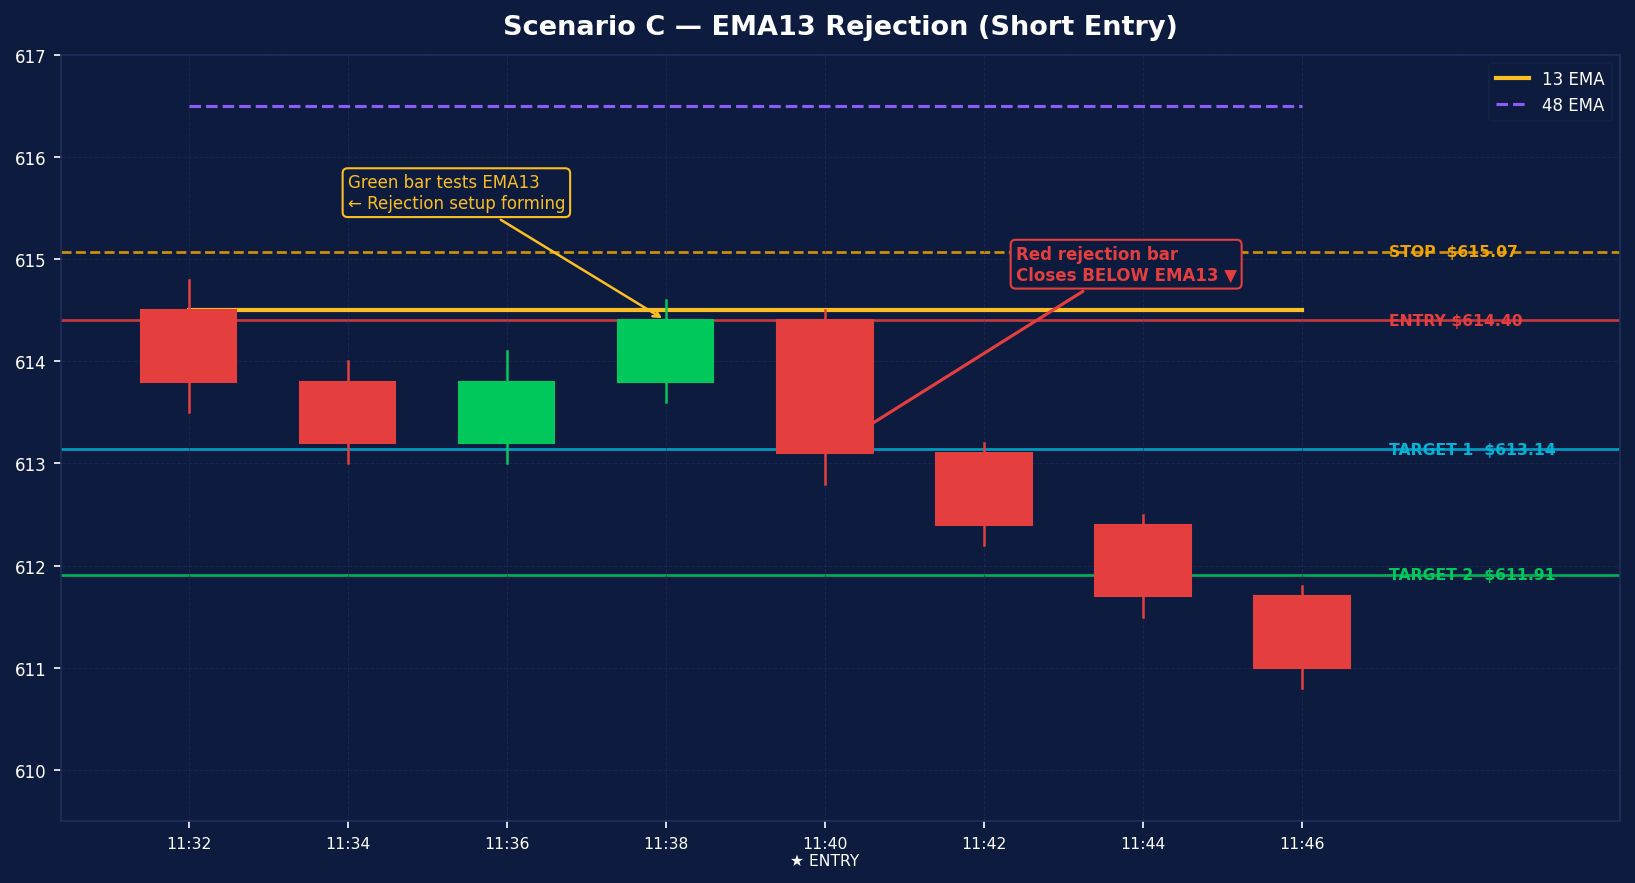 Scenario C — EMA13 Rejection (Short Entry)
13 EMA
48 EMA
617
616
615
614
613
612
611
610
Green bar tests EMA13
← Rejection setup forming
Red rejection bar
Closes BELOW EMA13 ▼
STOP  $615.07
ENTRY $614.40
TARGET 1  $613.14
TARGET 2  $611.91
11:32
11:34
11:36
11:38
11:40
★ ENTRY
11:42
11:44
11:46